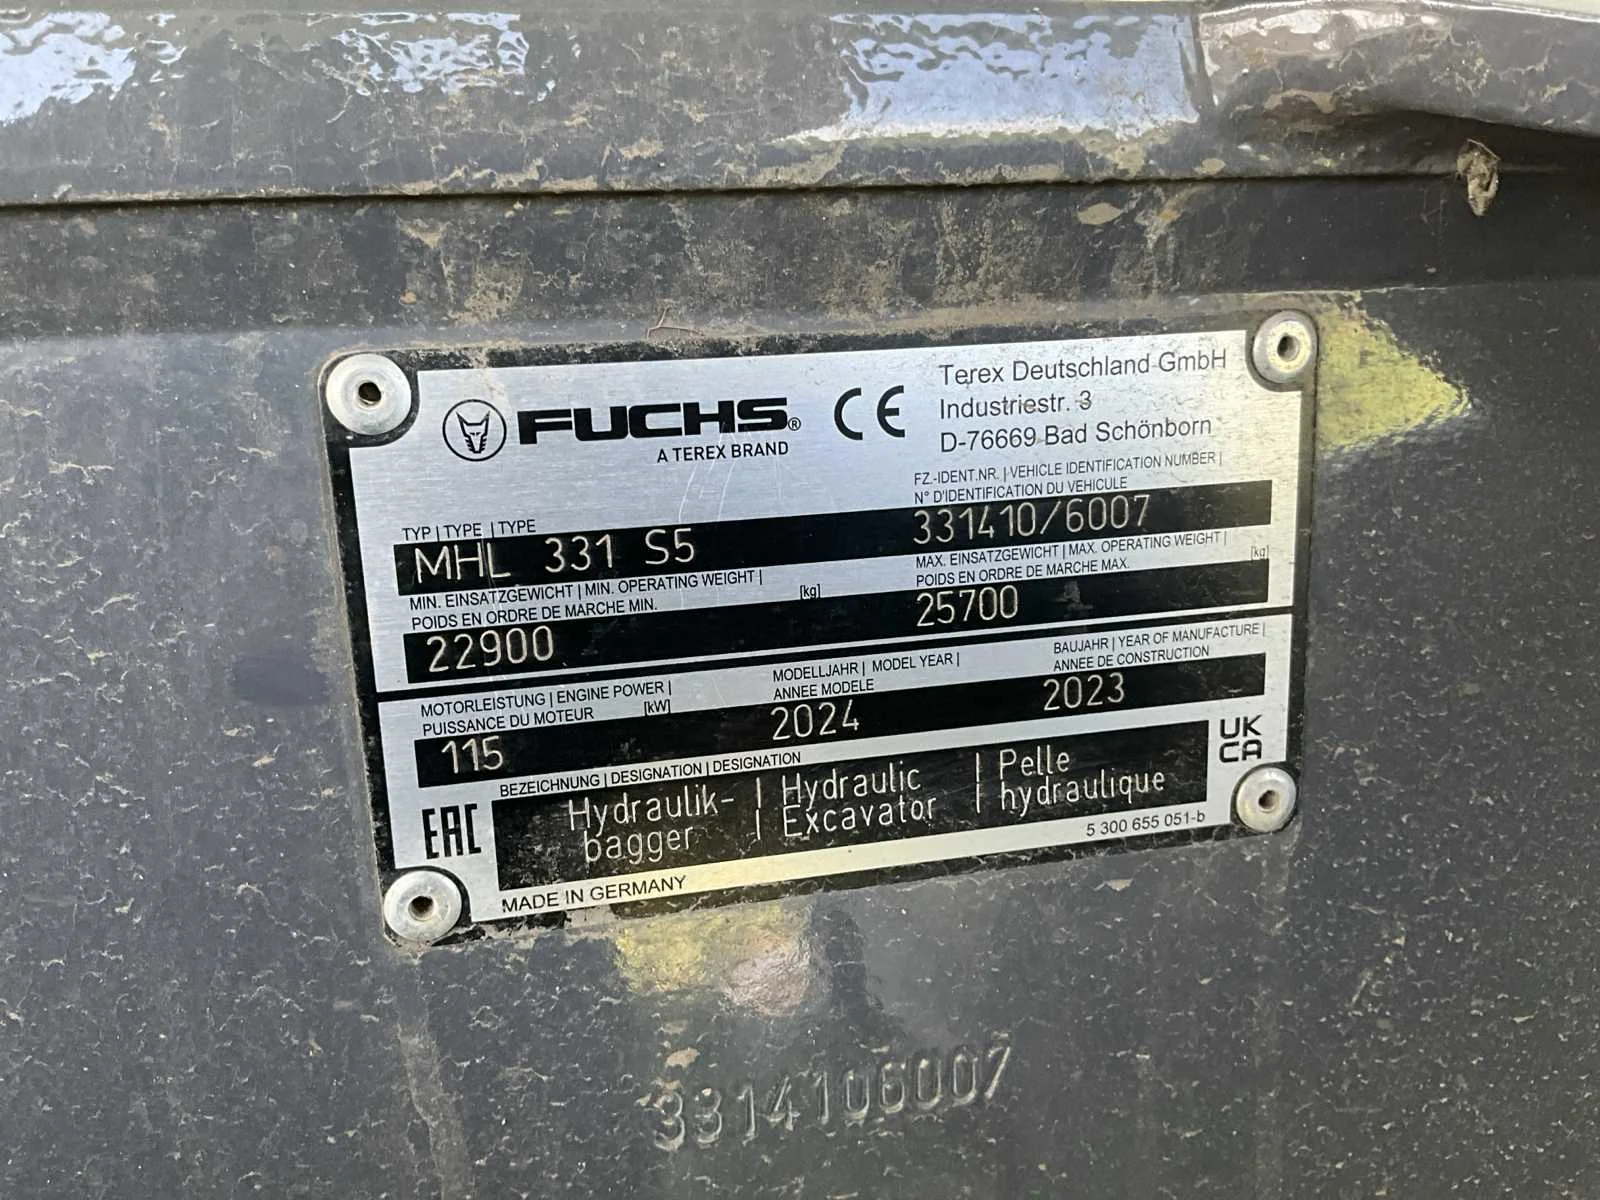 FUCHS®
A TEREX BRAND
CE
Terex Deutschland GmbH
Industriestr. 3
D-76669 Bad Schönborn
TYP | TYPE | TYPE
MHL 331 S5
FZ.-IDENT.NR. | VEHICLE IDENTIFICATION NUMBER |
N° D'IDENTIFICATION DU VEHICULE
331410/6007
MIN. EINSATZGEWICHT | MIN. OPERATING WEIGHT |
POIDS EN ORDRE DE MARCHE MIN. [kg]
22900
MAX. EINSATZGEWICHT | MAX. OPERATING WEIGHT |
POIDS EN ORDRE DE MARCHE MAX. [kg]
25700
MOTORLEISTUNG | ENGINE POWER |
PUISSANCE DU MOTEUR [kW]
115
MODELLJAHR | MODEL YEAR |
ANNEE MODELE
2024
BAUJAHR | YEAR OF MANUFACTURE |
ANNEE DE CONSTRUCTION
2023
BEZEICHNUNG | DESIGNATION | DESIGNATION
Hydraulik- | Hydraulic | Pelle
bagger | Excavator | hydraulique
EAC
UK
CA
5 300 655 051-b
MADE IN GERMANY
3314106007